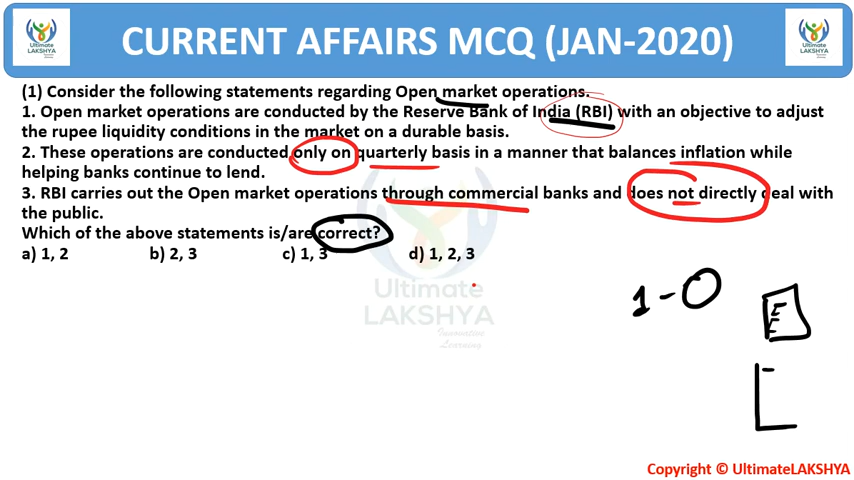 Ultimate
LAKSHYA
CURRENT AFFAIRS MCQ (JAN-2020)
Ultimate
LAKSHYA
(1) Consider the following statements regarding Open market operations.
1. Open market operations are conducted by the Reserve Bank of India (RBI) with an objective to adjust
the rupee liquidity conditions in the market on a durable basis.
2. These operations are conducted only on quarterly basis in a manner that balances inflation while
helping banks continue to lend.
3. RBI carries out the Open market operations through commercial banks and does not directly deal with
the public.
Which of the above statements is/are correct?
a) 1, 2 b) 2, 3 c) 1, 3 d) 1, 2, 3
Ultimate
LAKSHYA
Innovative
Learning
1-0
Copyright © UltimateLAKSHYA